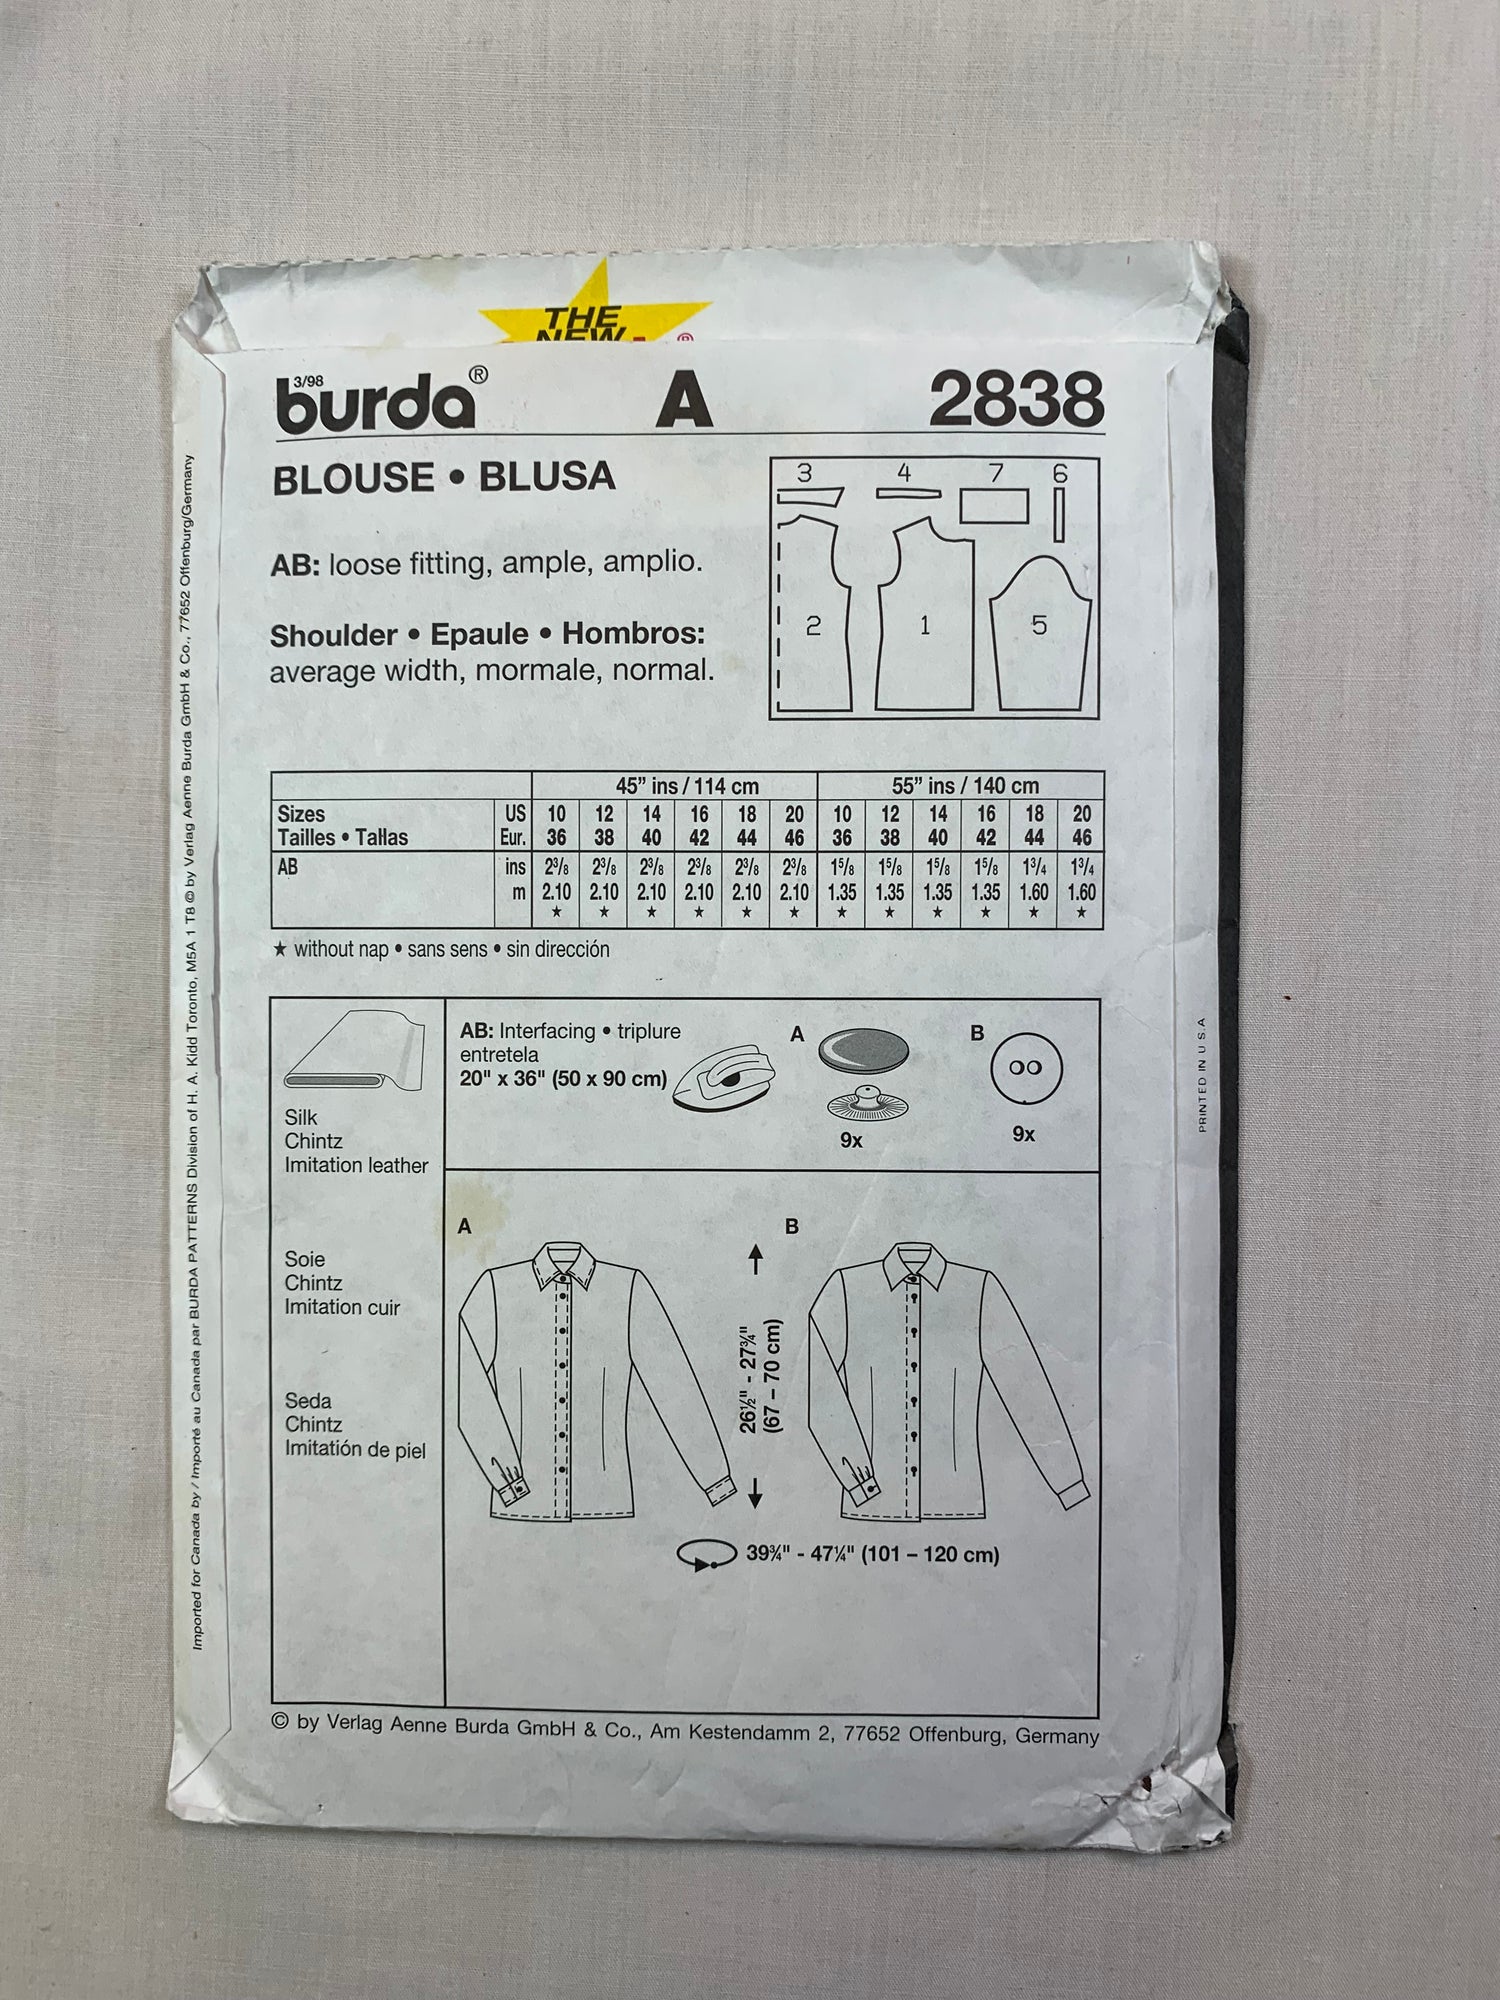 THE
NEW
®
3/98
burda® A 2838
BLOUSE • BLUSA
AB: loose fitting, ample, amplio.
Shoulder • Epaule • Hombros:
average width, mormale, normal.
3 4 7 6
2 1 5
45” ins / 114 cm 55” ins / 140 cm
Sizes US 10 12 14 16 18 20 10 12 14 16 18 20
Tailles • Tallas Eur. 36 38 40 42 44 46 36 38 40 42 44 46
AB ins 2³/₈ 2³/₈ 2³/₈ 2³/₈ 2³/₈ 2³/₈ 1⁵/₈ 1⁵/₈ 1⁵/₈ 1⁵/₈ 1³/₄ 1³/₄
m 2.10 2.10 2.10 2.10 2.10 2.10 1.35 1.35 1.35 1.35 1.60 1.60
★ ★ ★ ★ ★ ★ ★ ★ ★ ★ ★ ★
★ without nap • sans sens • sin dirección
Silk
Chintz
Imitation leather
Soie
Chintz
Imitation cuir
Seda
Chintz
Imitatión de piel
AB: Interfacing • triplure
entretela
20" x 36" (50 x 90 cm)
A
9x
B
9x
A
B
26½" - 27¾"
(67 – 70 cm)
39¾" - 47¼" (101 – 120 cm)
© by Verlag Aenne Burda GmbH & Co., Am Kestendamm 2, 77652 Offenburg, Germany
Imported for Canada by / Importé au Canada par BURDA PATTERNS Division of H. A. Kidd Toronto, M5A 1 T8 © by Verlag Aenne Burda GmbH & Co., 77652 Offenburg/Germany
PRINTED IN U.S.A